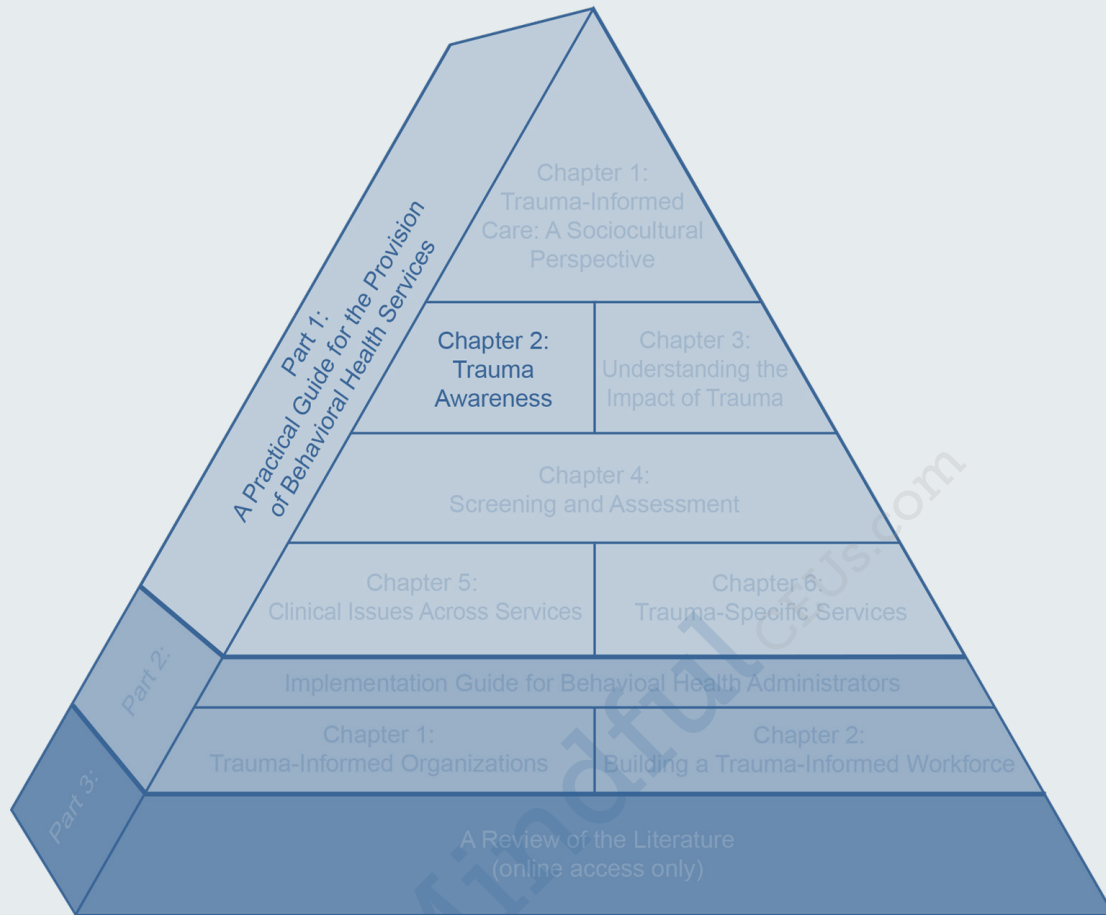 Part 1:
A Practical Guide for the Provision
of Behavioral Health Services
Chapter 1:
Trauma-Informed
Care: A Sociocultural
Perspective
Chapter 2:
Trauma
Awareness
Chapter 3:
Understanding the
Impact of Trauma
Chapter 4:
Screening and Assessment
Chapter 5:
Clinical Issues Across Services
Chapter 6:
Trauma-Specific Services
Part 2:
Implementation Guide for Behavioal Health Administrators
Chapter 1:
Trauma-Informed Organizations
Chapter 2:
Building a Trauma-Informed Workforce
Part 3:
A Review of the Literature
(online access only)
Mindful CEUs.com